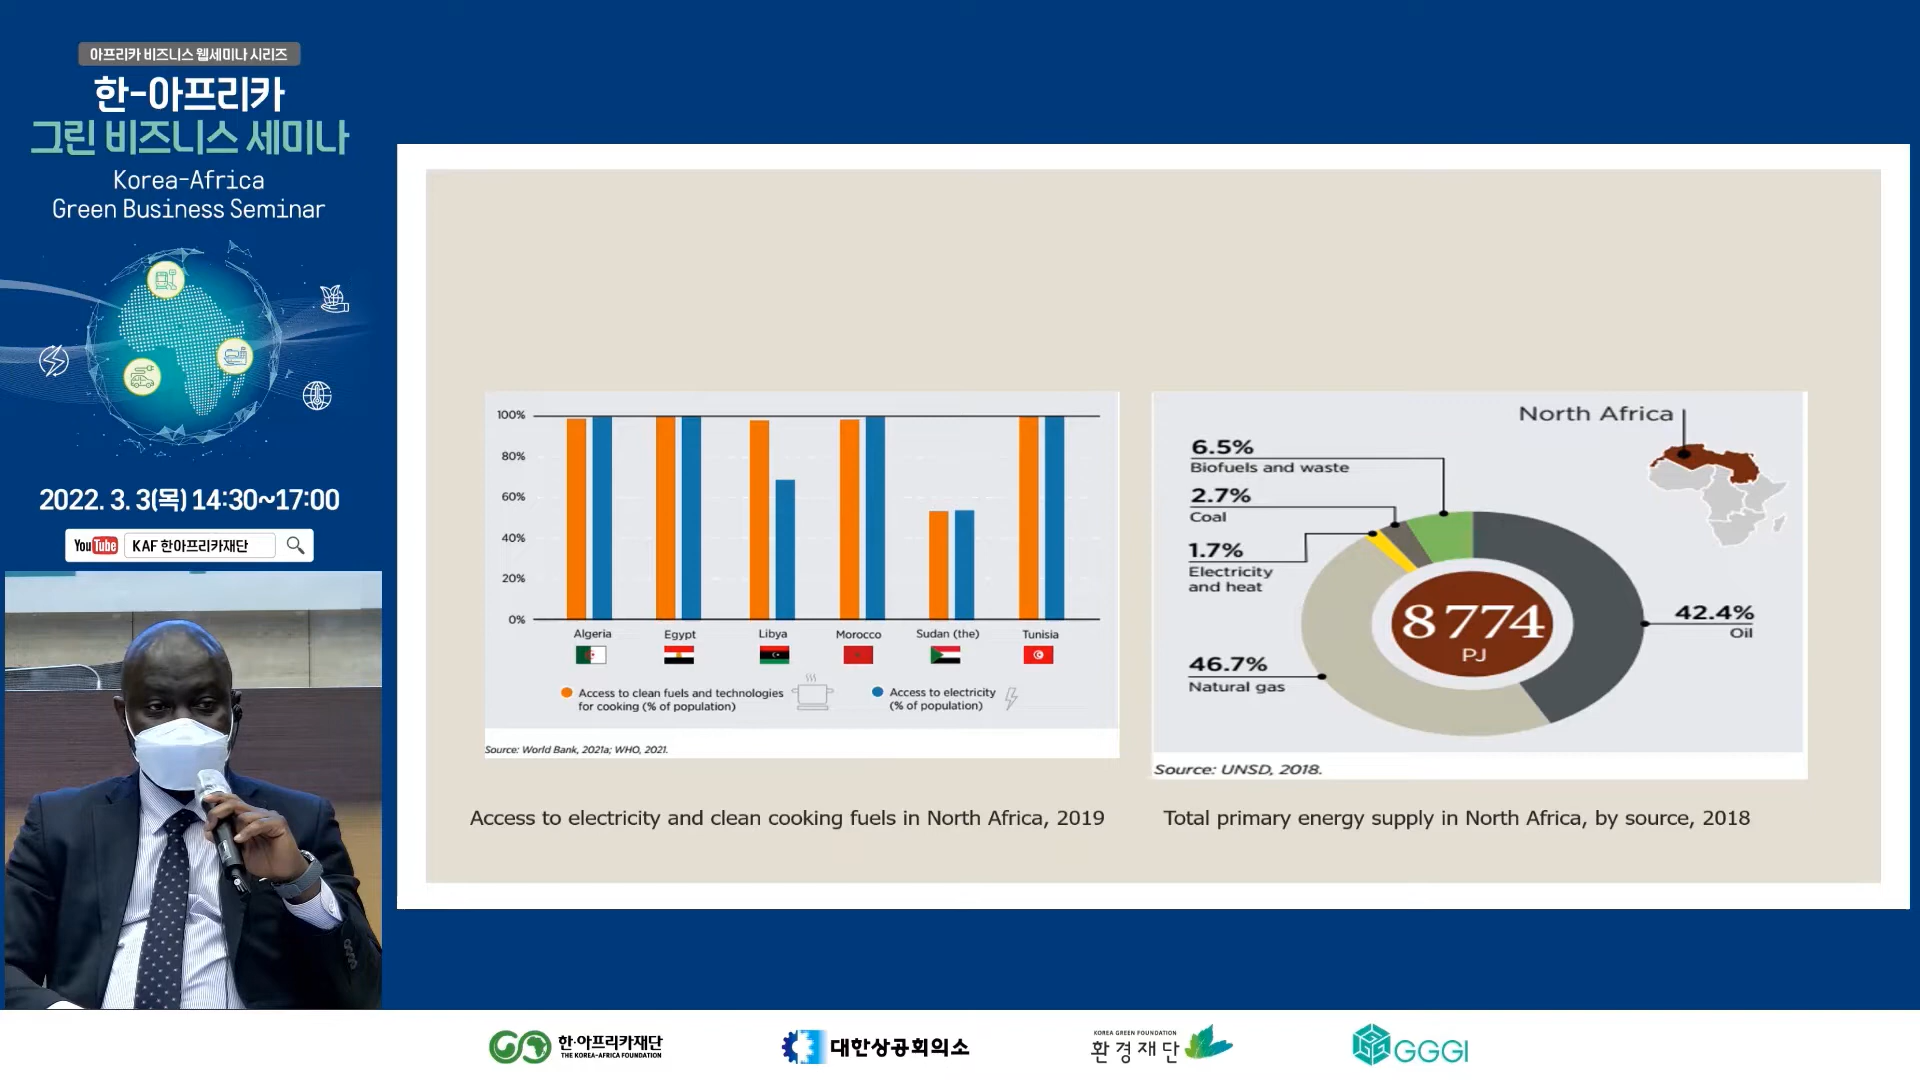 아프리카 비즈니스 웹세미나 시리즈
한-아프리카
그린 비즈니스 세미나
Korea-Africa
Green Business Seminar
2022. 3. 3(목) 14:30~17:00
YouTube KAF 한아프리카재단
100%
80%
60%
40%
20%
0%
Algeria Egypt Libya Morocco Sudan (the) Tunisia
Access to clean fuels and technologies
for cooking (% of population)
Access to electricity
(% of population)
Source: World Bank, 2021a; WHO, 2021.
Access to electricity and clean cooking fuels in North Africa, 2019
North Africa
6.5%
Biofuels and waste
2.7%
Coal
1.7%
Electricity
and heat
46.7%
Natural gas
8 774
PJ
42.4%
Oil
Source: UNSD, 2018.
Total primary energy supply in North Africa, by source, 2018
한·아프리카재단
THE KOREA-AFRICA FOUNDATION
대한상공회의소
KOREA GREEN FOUNDATION
환경재단
GGGI